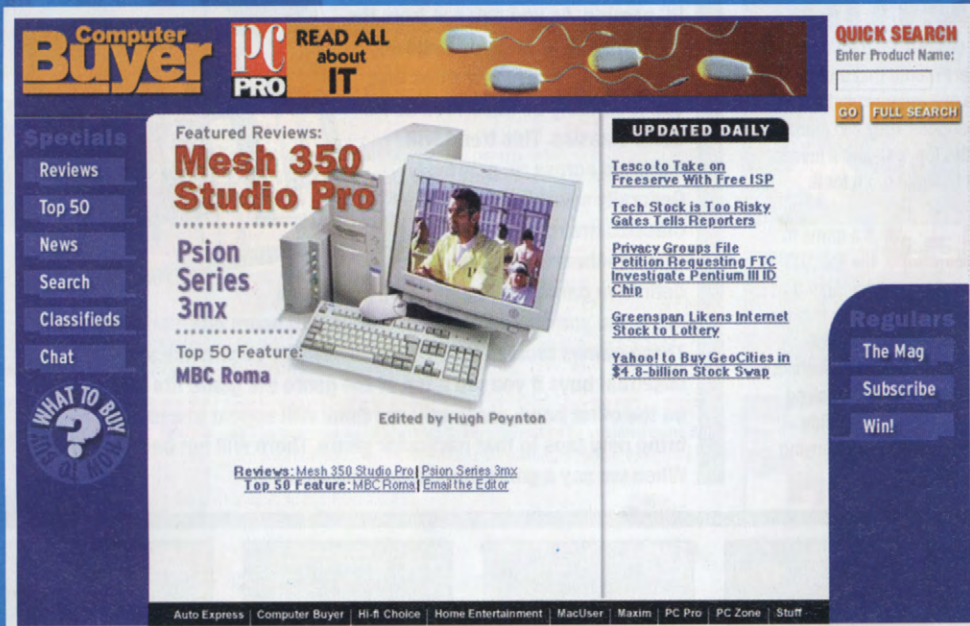 Computer
Buyer
PC
PRO
READ ALL
about
IT
QUICK SEARCH
Enter Product Name:
GO FULL SEARCH
Specials
Reviews
Top 50
News
Search
Classifieds
Chat
WHAT TO BUY
HOW TO BUY
?
Featured Reviews:
Mesh 350
Studio Pro
Psion
Series
3mx
Top 50 Feature:
MBC Roma
Edited by Hugh Poynton
Reviews: Mesh 350 Studio Pro | Psion Series 3mx
Top 50 Feature: MBC Roma | Email the Editor
UPDATED DAILY
Tesco to Take on
Freeserve With Free ISP
Tech Stock is Too Risky
Gates Tells Reporters
Privacy Groups File
Petition Requesting FTC
Investigate Pentium III ID
Chip
Greenspan Likens Internet
Stock to Lottery
Yahoo! to Buy GeoCities in
$4.8-billion Stock Swap
Regulars
The Mag
Subscribe
Win!
Auto Express | Computer Buyer | Hi-fi Choice | Home Entertainment | MacUser | Maxim | PC Pro | PC Zone | Stuff